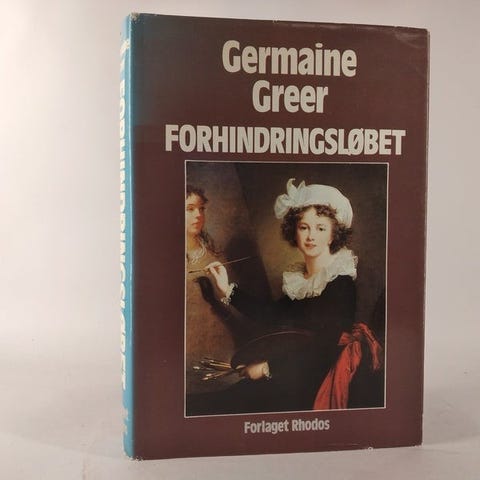 Germaine
Greer
FORHINDRINGSLØBET
Forlaget Rhodos
FORHINDRINGSLØBET